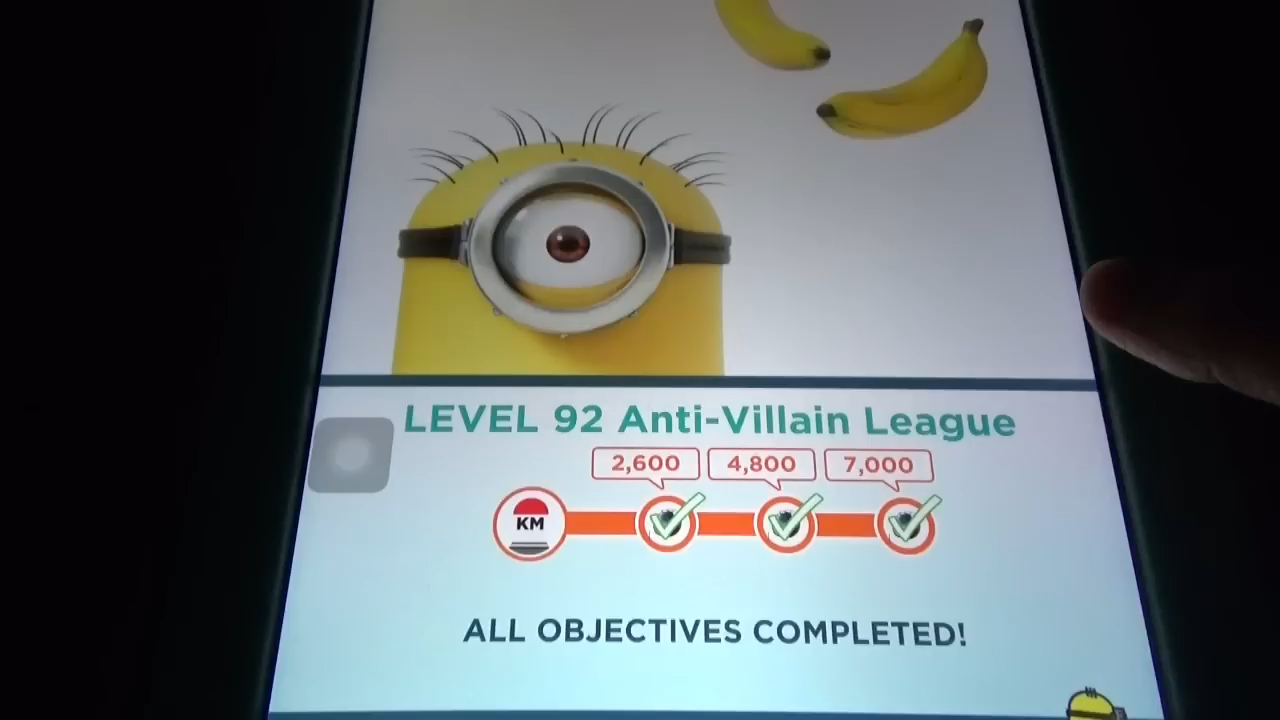 LEVEL 92 Anti-Villain League
2,600 4,800 7,000
KM
ALL OBJECTIVES COMPLETED!